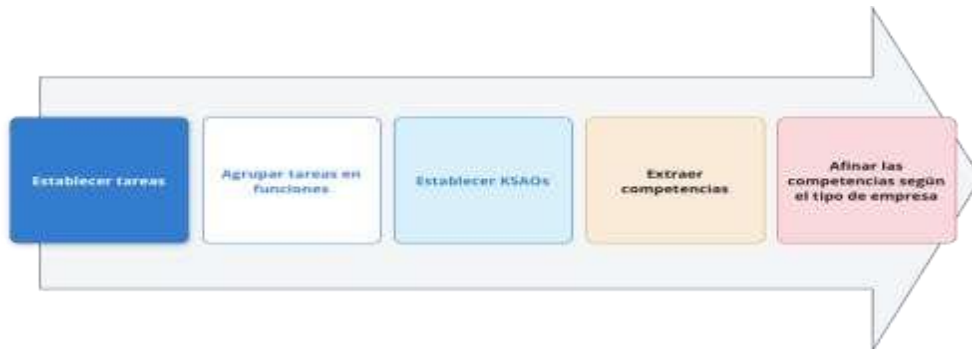 Establecer tareas
Agrupar tareas en
funciones
Establecer KSAOs
Extraer
competencias
Afinar las
competencias según
el tipo de empresa